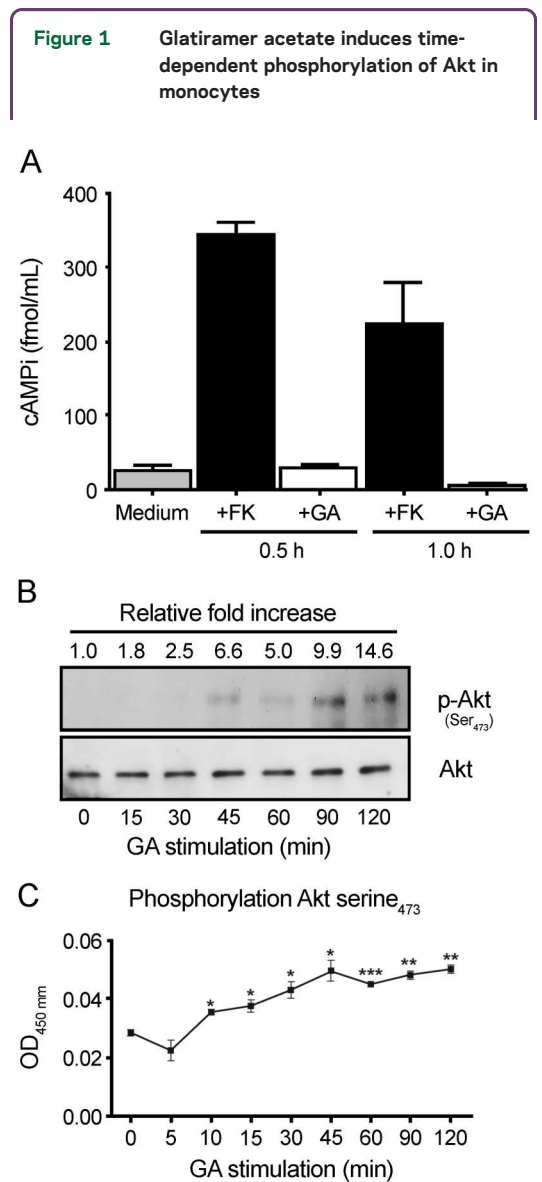 Figure 1 Glatiramer acetate induces time-
dependent phosphorylation of Akt in
monocytes
A
400
300
200
100
0
cAMPi (fmol/mL)
Medium +FK +GA +FK +GA
0.5 h 1.0 h
B
Relative fold increase
1.0 1.8 2.5 6.6 5.0 9.9 14.6
p-Akt
(Ser473)
Akt
0 15 30 45 60 90 120
GA stimulation (min)
C
Phosphorylation Akt serine473
0.06
0.04
0.02
0.00
OD450 mm
* * * * *** ** **
0 5 10 15 30 45 60 90 120
GA stimulation (min)